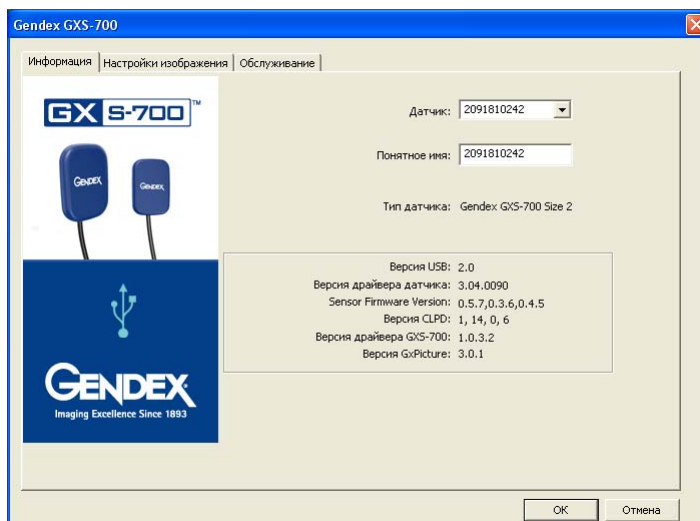 Gendex GXS-700
Информация Настройки изображения Обслуживание
GX S-700™
GENDEX GENDEX
GENDEX
Imaging Excellence Since 1893
Датчик: 2091810242
Понятное имя: 2091810242
Тип датчика: Gendex GXS-700 Size 2
Версия USB: 2.0
Версия драйвера датчика: 3.04.0090
Sensor Firmware Version: 0.5.7,0.3.6,0.4.5
Версия CLPD: 1, 14, 0, 6
Версия драйвера GXS-700: 1.0.3.2
Версия GxPicture: 3.0.1
OK Отмена